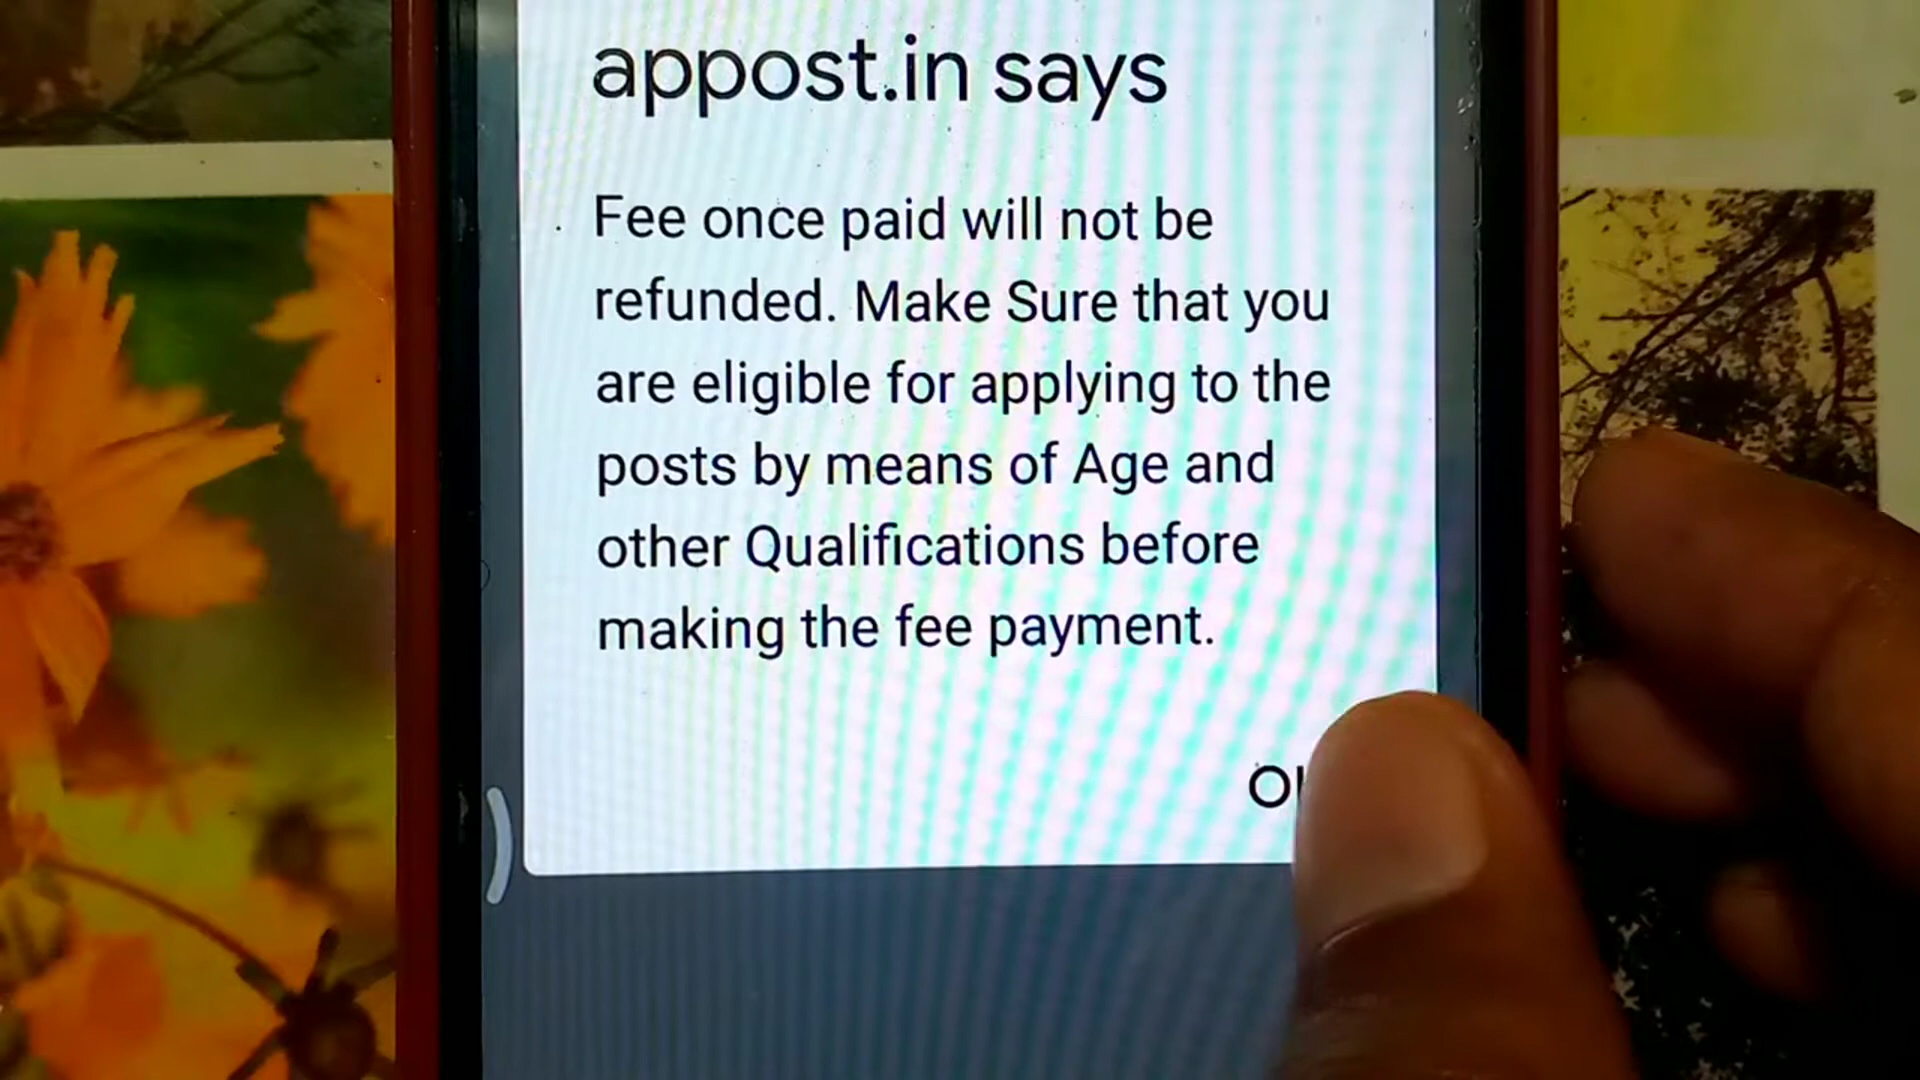 appost.in says
Fee once paid will not be
refunded. Make Sure that you
are eligible for applying to the
posts by means of Age and
other Qualifications before
making the fee payment.